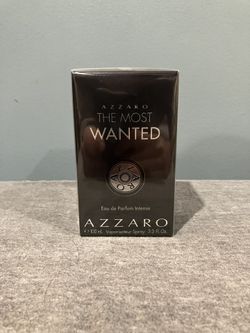 AZZARO
THE MOST
WANTED
Eau de Parfum Intense
AZZARO
℮ 100 mL Vaporisateur Spray 3.3 fl.Oz.